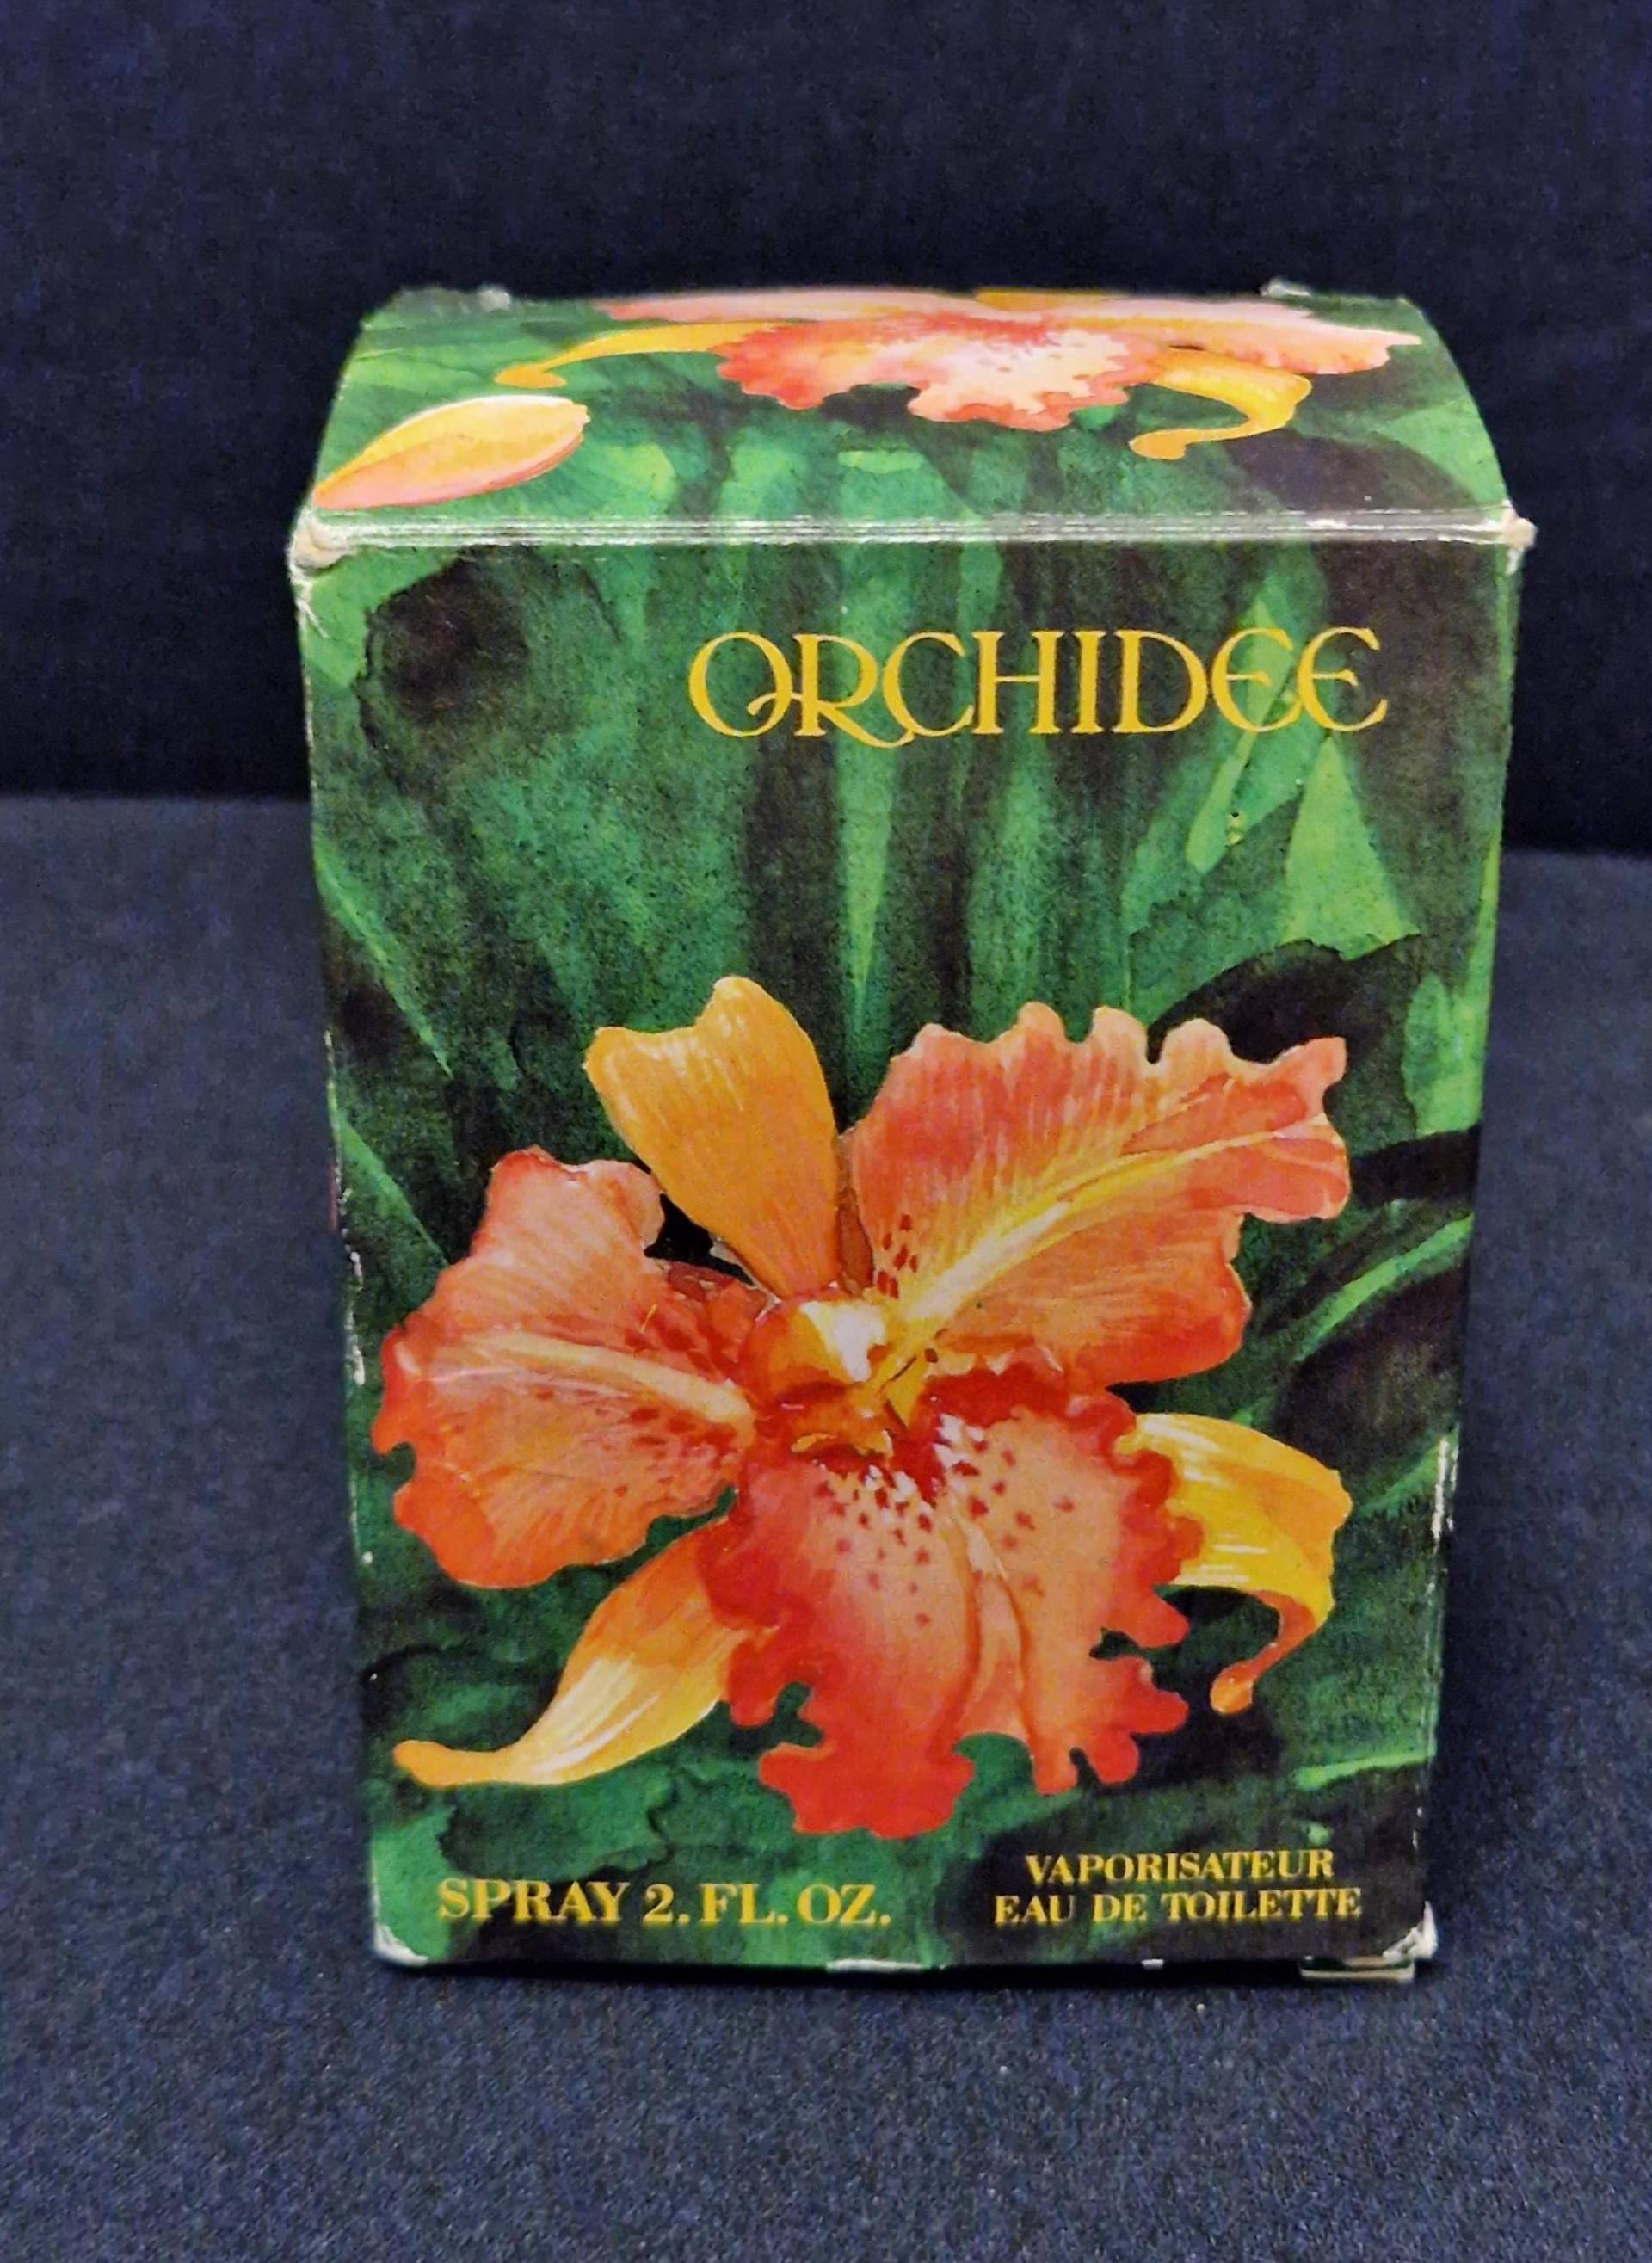 ORCHIDEE
SPRAY 2. FL. OZ.
VAPORISATEUR
EAU DE TOILETTE